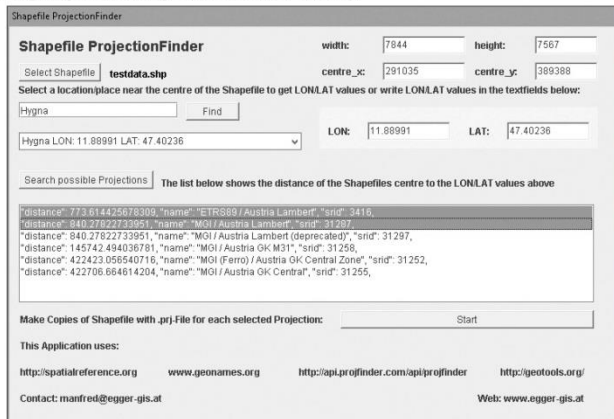 Shapefile ProjectionFinder
Shapefile ProjectionFinder width: 7844 height: 7567
Select Shapefile testdata.shp centre_x: 291035 centre_y: 389388
Select a location/place near the centre of the Shapefile to get LON/LAT values or write LON/LAT values in the textfields below:
Hygna Find
LON: 11.88991 LAT: 47.40236
Hygna LON: 11.88991 LAT: 47.40236
Search possible Projections The list below shows the distance of the Shapefiles centre to the LON/LAT values above
"distance": 773.614425678309, "name": "ETRS89 / Austria Lambert", "srid": 3416,
"distance": 840.27822733951, "name": "MGI / Austria Lambert", "srid": 31287,
"distance": 840.27822733951, "name": "MGI / Austria Lambert (deprecated)", "srid": 31297,
"distance": 145742.494036781, "name": "MGI / Austria GK M31", "srid": 31258,
"distance": 422423.056540716, "name": "MGI (Ferro) / Austria GK Central Zone", "srid": 31252,
"distance": 422706.664614204, "name": "MGI / Austria GK Central", "srid": 31255,
Make Copies of Shapefile with .prj-File for each selected Projection: Start
This Application uses:
http://spatialreference.org www.geonames.org http://api.projfinder.com/api/projfinder http://geotools.org/
Contact: manfred@egger-gis.at Web: www.egger-gis.at